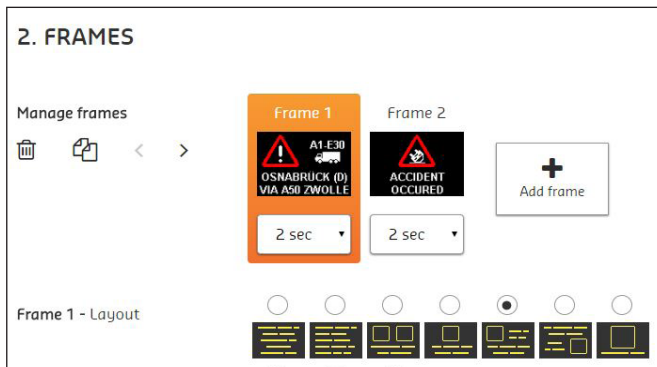 2. FRAMES
Manage frames
Frame 1
Frame 2
A1-E30
OSNABRÜCK (D)
VIA A50 ZWOLLE
ACCIDENT
OCCURED
Add frame
2 sec
2 sec
Frame 1 - Layout